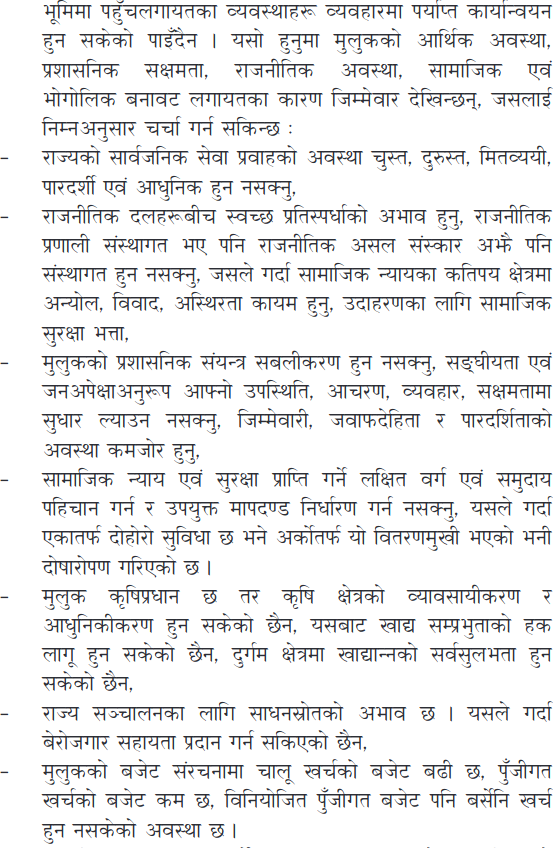 भूमिमा पहुँचलगायतका व्यवस्थाहरू व्यवहारमा पर्याप्त कार्यान्वयन
हुन सकेको पाइँदैन । यसो हुनुमा मुलुकको आर्थिक अवस्था,
प्रशासनिक सक्षमता, राजनीतिक अवस्था, सामाजिक एवं
भोगोलिक बनावट लगायतका कारण जिम्मेवार देखिन्छन्, जसलाई
निम्नअनुसार चर्चा गर्न सकिन्छ :
- राज्यको सार्वजनिक सेवा प्रवाहको अवस्था चुस्त, दुरुस्त, मितव्ययी,
पारदर्शी एवं आधुनिक हुन नसक्नु,
- राजनीतिक दलहरूबीच स्वच्छ प्रतिस्पर्धाको अभाव हुनु, राजनीतिक
प्रणाली संस्थागत भए पनि राजनीतिक असल संस्कार अझै पनि
संस्थागत हुन नसक्नु, जसले गर्दा सामाजिक न्यायका कतिपय क्षेत्रमा
अन्योल, विवाद, अस्थिरता कायम हुनु, उदाहरणका लागि सामाजिक
सुरक्षा भत्ता,
- मुलुकको प्रशासनिक संयन्त्र सबलीकरण हुन नसक्नु, सङ्घीयता एवं
जनअपेक्षाअनुरूप आफ्नो उपस्थिति, आचरण, व्यवहार, सक्षमतामा
सुधार ल्याउन नसक्नु, जिम्मेवारी, जवाफदेहिता र पारदर्शिताको
अवस्था कमजोर हुनु,
- सामाजिक न्याय एवं सुरक्षा प्राप्ति गर्ने लक्षित वर्ग एवं समुदाय
पहिचान गर्न र उपयुक्त मापदण्ड निर्धारण गर्न नसक्नु, यसले गर्दा
एकातर्फ दोहोरो सुविधा छ भने अर्कोतर्फ यो वितरणमुखी भएको भनी
दोषारोपण गरिएको छ ।
- मुलुक कृषिप्रधान छ तर कृषि क्षेत्रको व्यावसायीकरण र
आधुनिकीकरण हुन सकेको छैन, यसबाट खाद्य सम्प्रभुताको हक
लागू हुन सकेको छैन, दुर्गम क्षेत्रमा खाद्यान्नको सर्वसुलभता हुन
सकेको छैन,
- राज्य सञ्चालनका लागि साधनस्रोतको अभाव छ । यसले गर्दा
बेरोजगार सहायता प्रदान गर्न सकिएको छैन,
- मुलुकको बजेट संरचनामा चालू खर्चको बजेट बढी छ, पुँजीगत
खर्चको बजेट कम छ, विनियोजित पुँजीगत बजेट पनि बर्सेनि खर्च
हुन नसकेको अवस्था छ ।